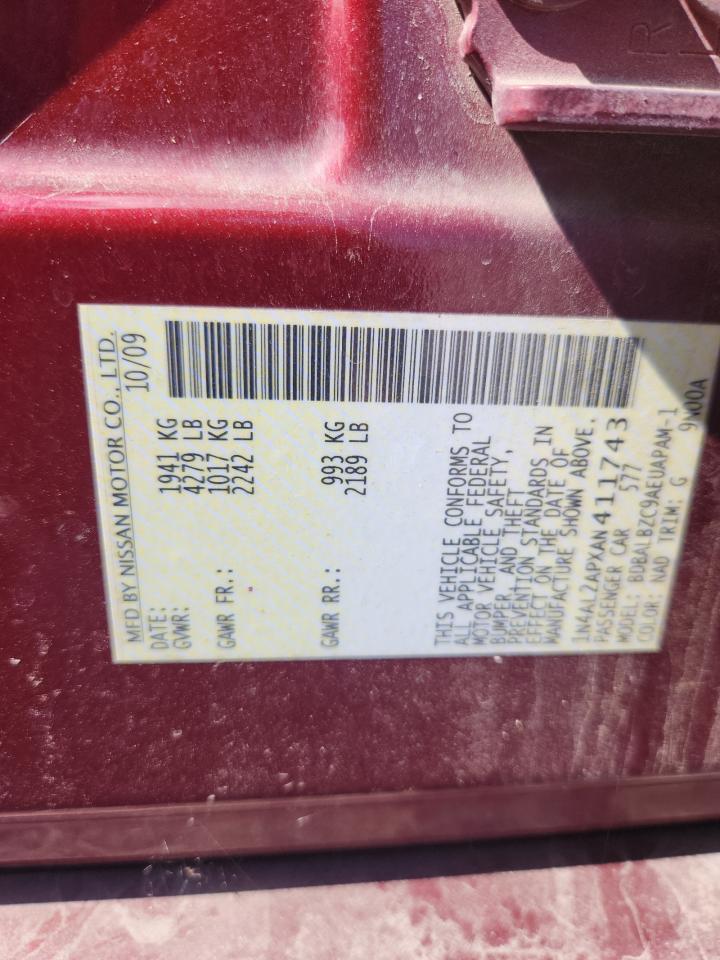 MFD BY NISSAN MOTOR CO., LTD.
DATE: 10/09
GVWR: 1941 KG
4279 LB
GAWR FR.: 1017 KG
2242 LB
GAWR RR.: 993 KG
2189 LB
THIS VEHICLE CONFORMS TO
ALL APPLICABLE FEDERAL
MOTOR VEHICLE SAFETY,
BUMPER, AND THEFT
PREVENTION STANDARDS IN
EFFECT ON THE DATE OF
MANUFACTURE SHOWN ABOVE.
1N4AL2APXAN411743
PASSENGER CAR 577
MODEL: BDBALBZC9AEUAPAM-1
COLOR: NAD TRIM: G 9N00A
R